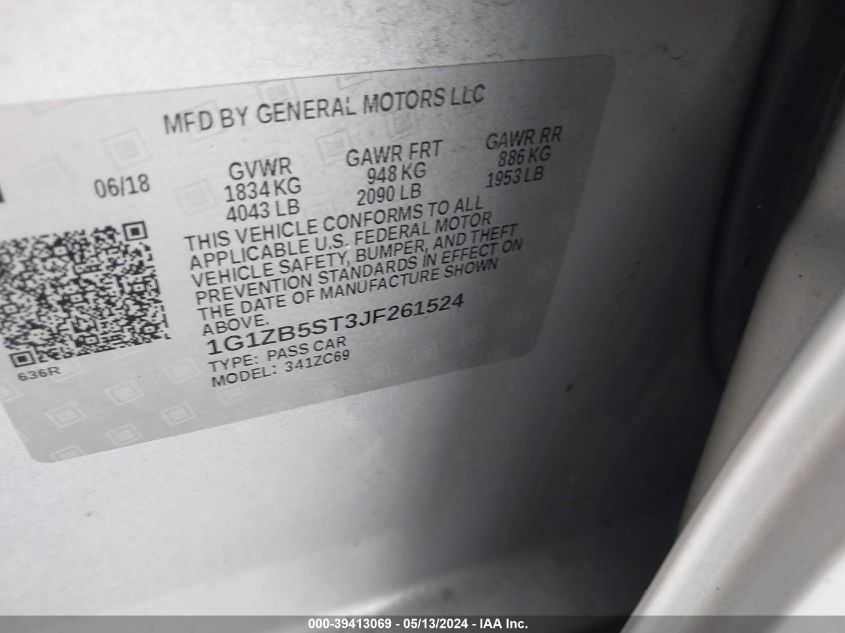 MFD BY GENERAL MOTORS LLC
06/18
GVWR
1834 KG
4043 LB
GAWR FRT
948 KG
2090 LB
GAWR RR
886 KG
1953 LB
THIS VEHICLE CONFORMS TO ALL
APPLICABLE U.S. FEDERAL MOTOR
VEHICLE SAFETY, BUMPER, AND THEFT
PREVENTION STANDARDS IN EFFECT ON
THE DATE OF MANUFACTURE SHOWN
ABOVE.
1G1ZB5ST3JF261524
TYPE: PASS CAR
MODEL: 341ZC69
636R
000-39413069 - 05/13/2024 - IAA Inc.